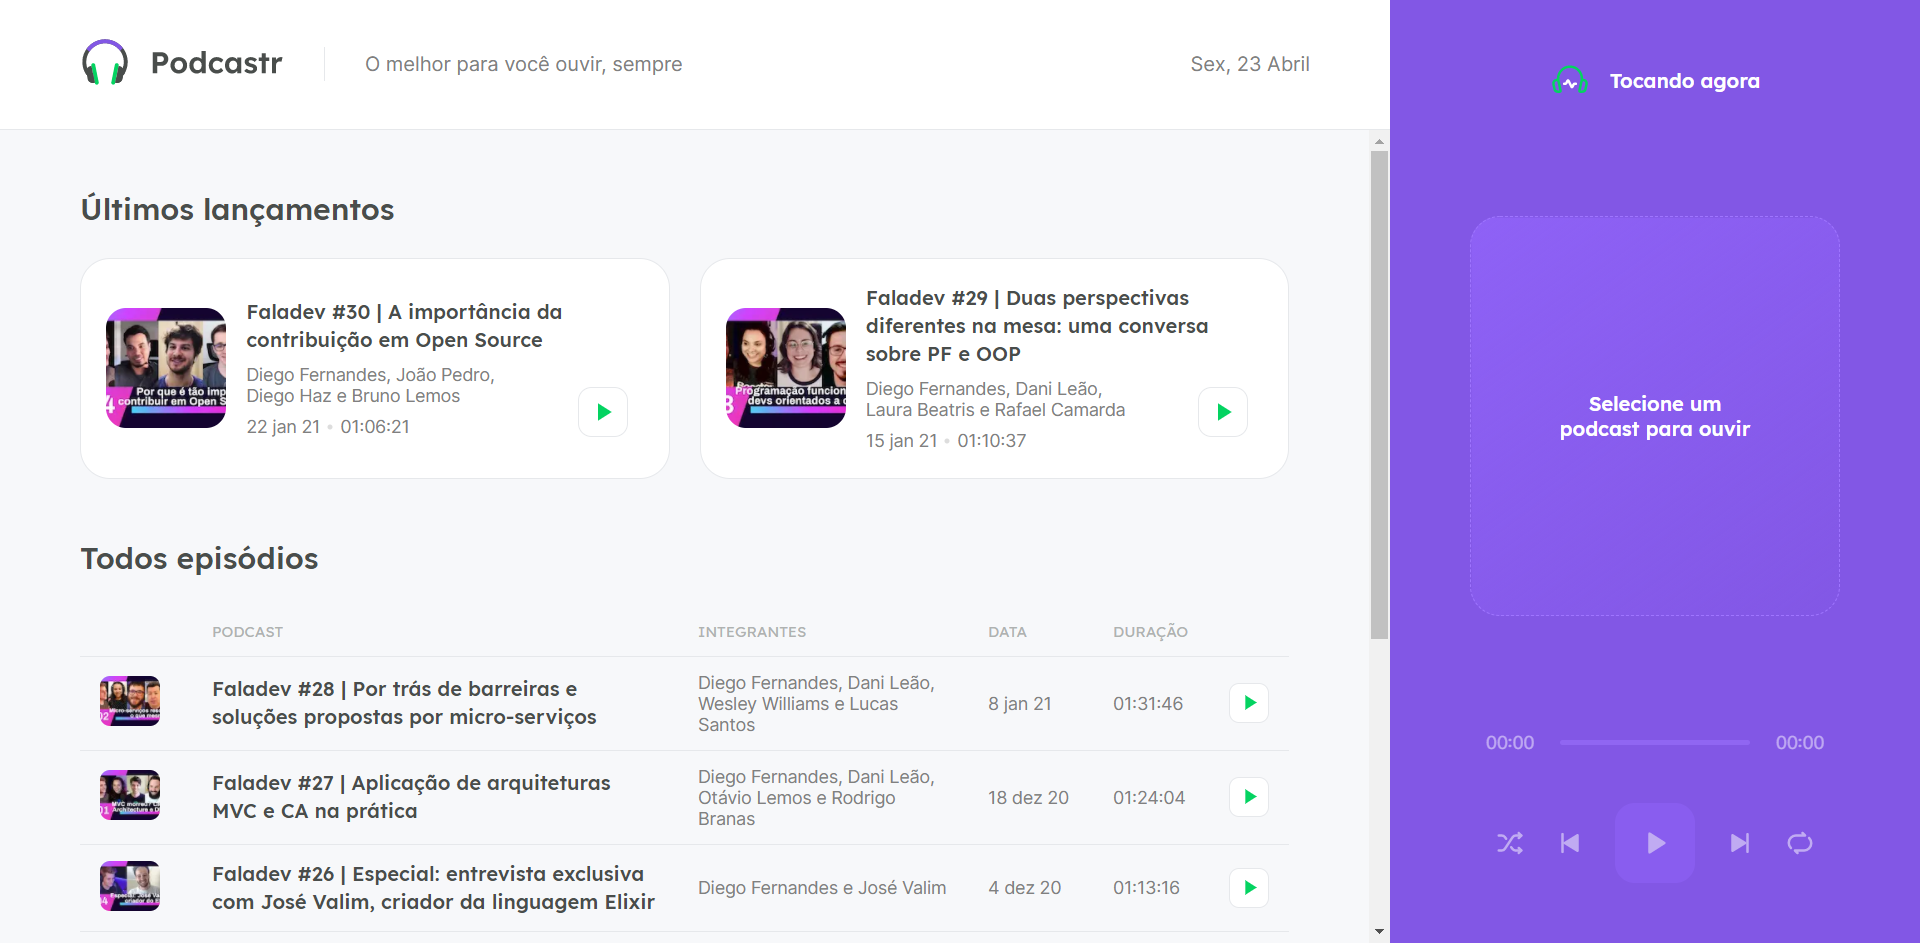 Podcastr
O melhor para você ouvir, sempre
Sex, 23 Abril
Tocando agora
Últimos lançamentos
Faladev #30 | A importância da
contribuição em Open Source
Diego Fernandes, João Pedro,
Diego Haz e Bruno Lemos
22 jan 21 • 01:06:21
Por que é tão imp
contribuir em Open S
Faladev #29 | Duas perspectivas
diferentes na mesa: uma conversa
sobre PF e OOP
Diego Fernandes, Dani Leão,
Laura Beatris e Rafael Camarda
15 jan 21 • 01:10:37
Programação funcion
devs orientados a
Selecione um
podcast para ouvir
Todos episódios
PODCAST INTEGRANTES DATA DURAÇÃO
Faladev #28 | Por trás de barreiras e
soluções propostas por micro-serviços
Diego Fernandes, Dani Leão,
Wesley Williams e Lucas
Santos
8 jan 21
01:31:46
Faladev #27 | Aplicação de arquiteturas
MVC e CA na prática
Diego Fernandes, Dani Leão,
Otávio Lemos e Rodrigo
Branas
18 dez 20
01:24:04
Faladev #26 | Especial: entrevista exclusiva
com José Valim, criador da linguagem Elixir
Diego Fernandes e José Valim
4 dez 20
01:13:16
00:00
00:00